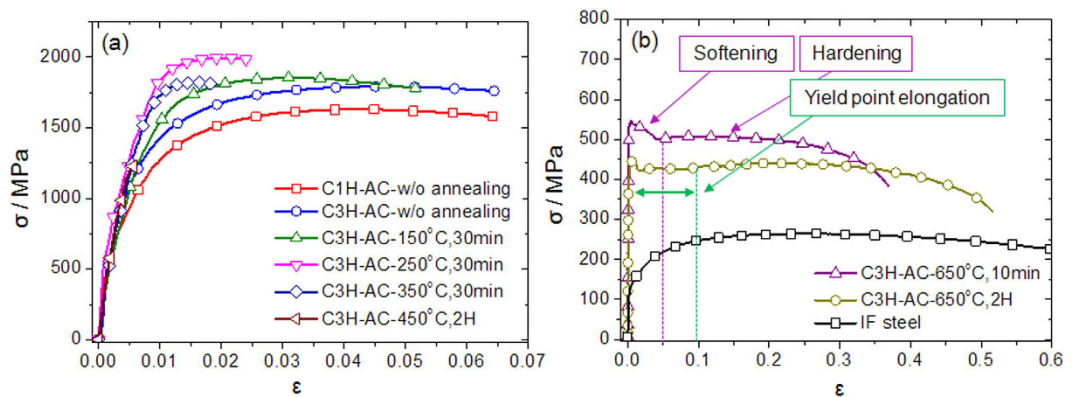 (a)
σ / MPa
2000
1500
1000
500
0
0.00 0.01 0.02 0.03 0.04 0.05 0.06 0.07
ε
C1H-AC-w/o annealing
C3H-AC-w/o annealing
C3H-AC-150°C,30min
C3H-AC-250°C,30min
C3H-AC-350°C,30min
C3H-AC-450°C,2H
(b)
σ / MPa
800
700
600
500
400
300
200
100
0
0.0 0.1 0.2 0.3 0.4 0.5 0.6
ε
Softening
Hardening
Yield point elongation
C3H-AC-650°C,10min
C3H-AC-650°C,2H
IF steel